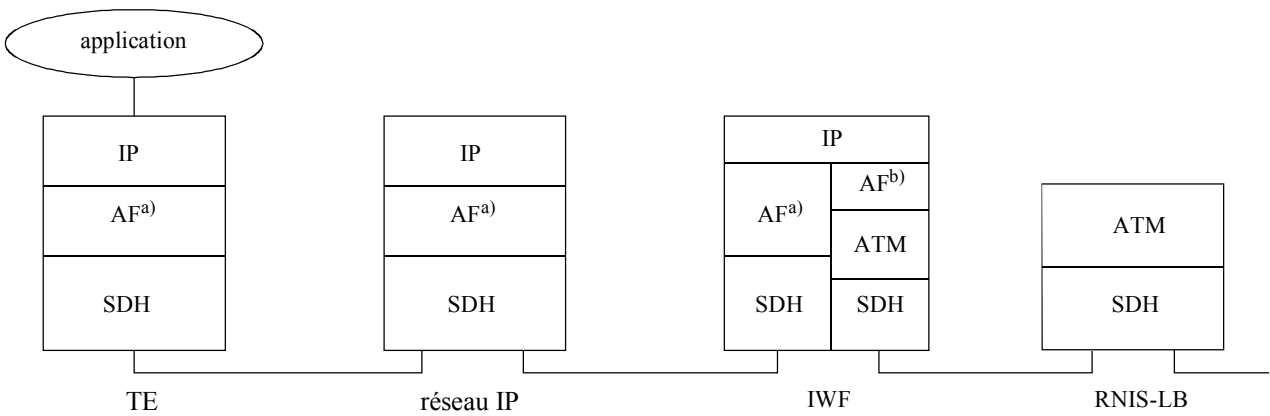 application
IP
AFa)
SDH
TE
IP
AFa)
SDH
réseau IP
IP
AFa)
SDH
AFb)
ATM
SDH
IWF
ATM
SDH
RNIS-LB